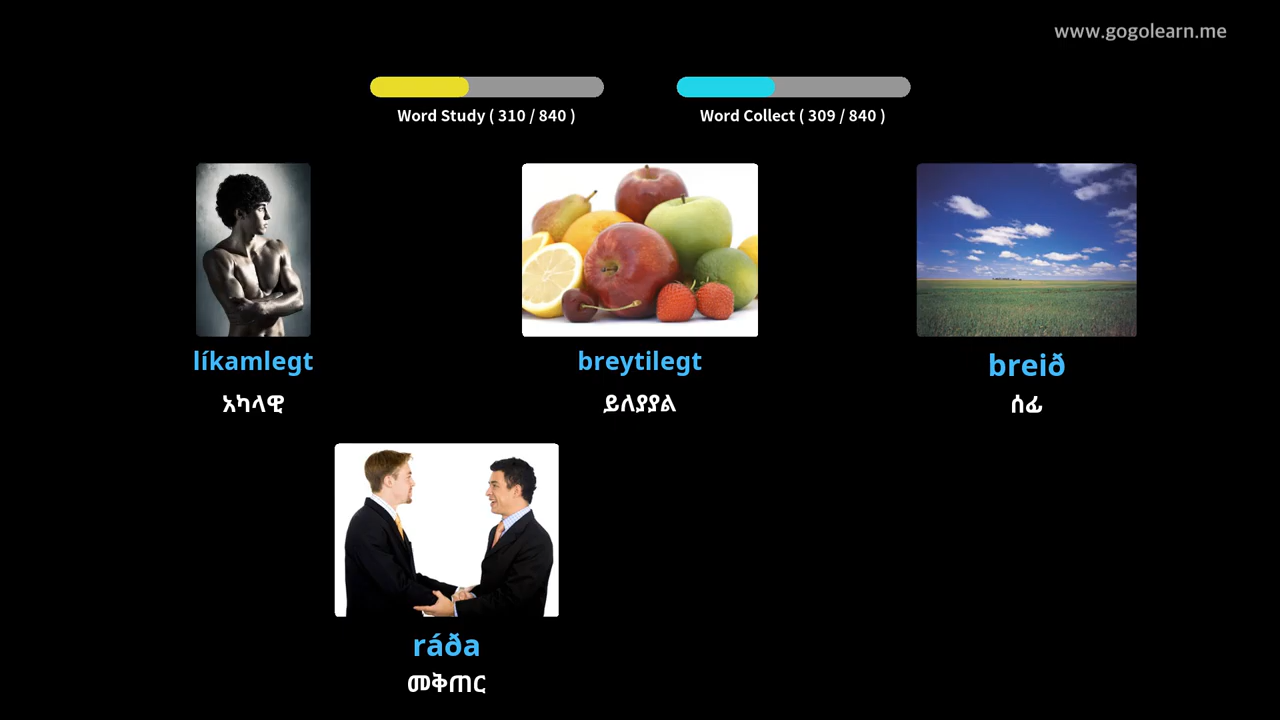 www.gogolearn.me
Word Study ( 310 / 840 )
Word Collect ( 309 / 840 )
líkamlegt
አካላዊ
breytilegt
ይለያያል
breið
ሰፊ
ráða
መቅጠር